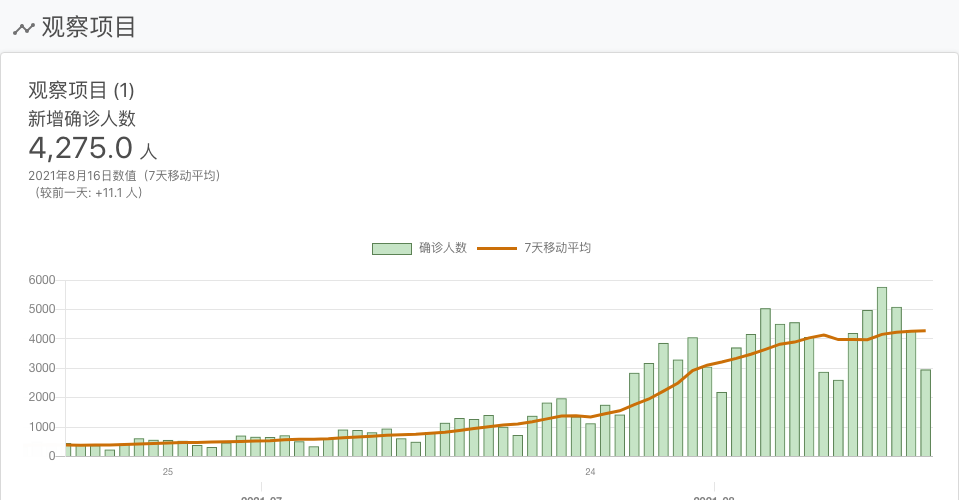 观察项目
观察项目 (1)
新增确诊人数
4,275.0 人
2021年8月16日数值（7天移动平均）
（较前一天: +11.1 人）
确诊人数 7天移动平均
6000
5000
4000
3000
2000
1000
0
25 24